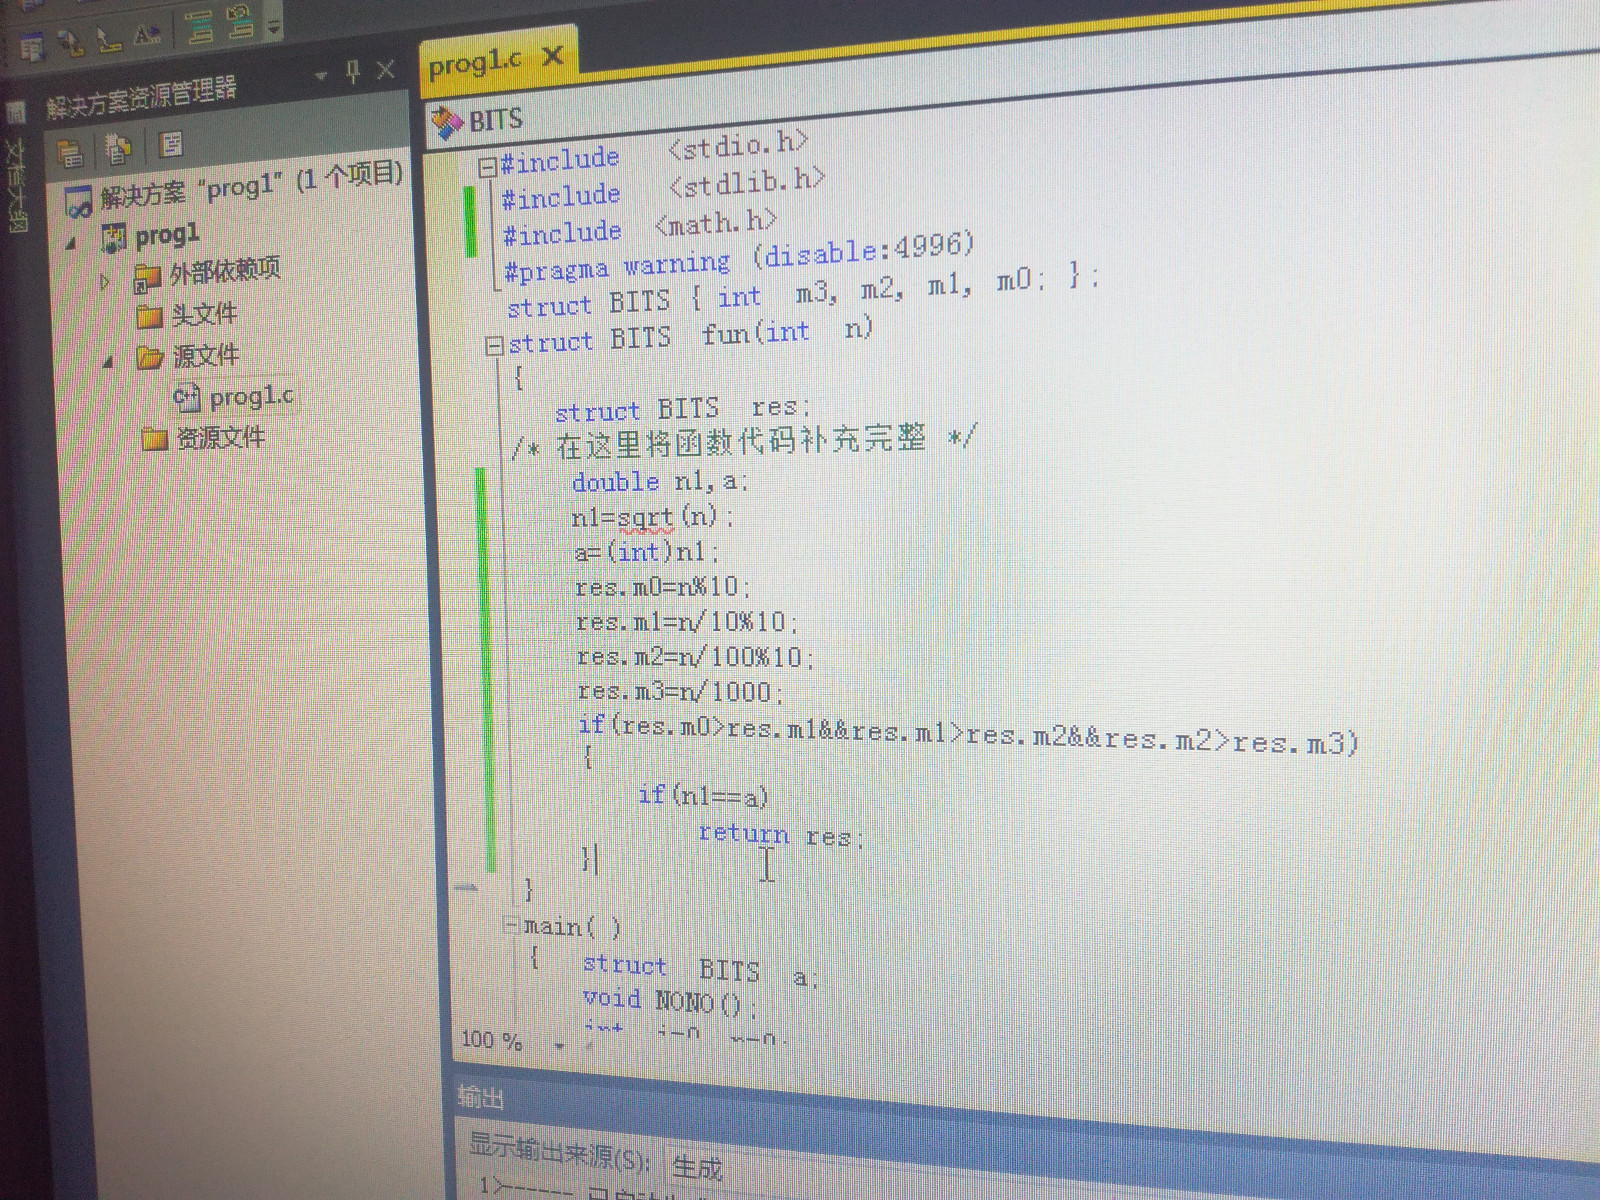 解决方案资源管理器
解决方案“prog1”(1 个项目)
prog1
外部依赖项
头文件
源文件
prog1.c
资源文件
文档大纲
prog1.c
BITS
#include <stdio.h>
#include <stdlib.h>
#include <math.h>
#pragma warning (disable:4996)
struct BITS { int m3, m2, m1, m0; };
struct BITS fun(int n)
{
struct BITS res;
/* 在这里将函数代码补充完整 */
double n1,a;
n1=sqrt(n);
a=(int)n1;
res.m0=n%10;
res.m1=n/10%10;
res.m2=n/100%10;
res.m3=n/1000;
if(res.m0>res.m1&&res.m1>res.m2&&res.m2>res.m3)
{
if(n1==a)
return res;
}
}
main( )
{ struct BITS a;
void NONO();
100 %
输出
显示输出来源(S): 生成
1>------